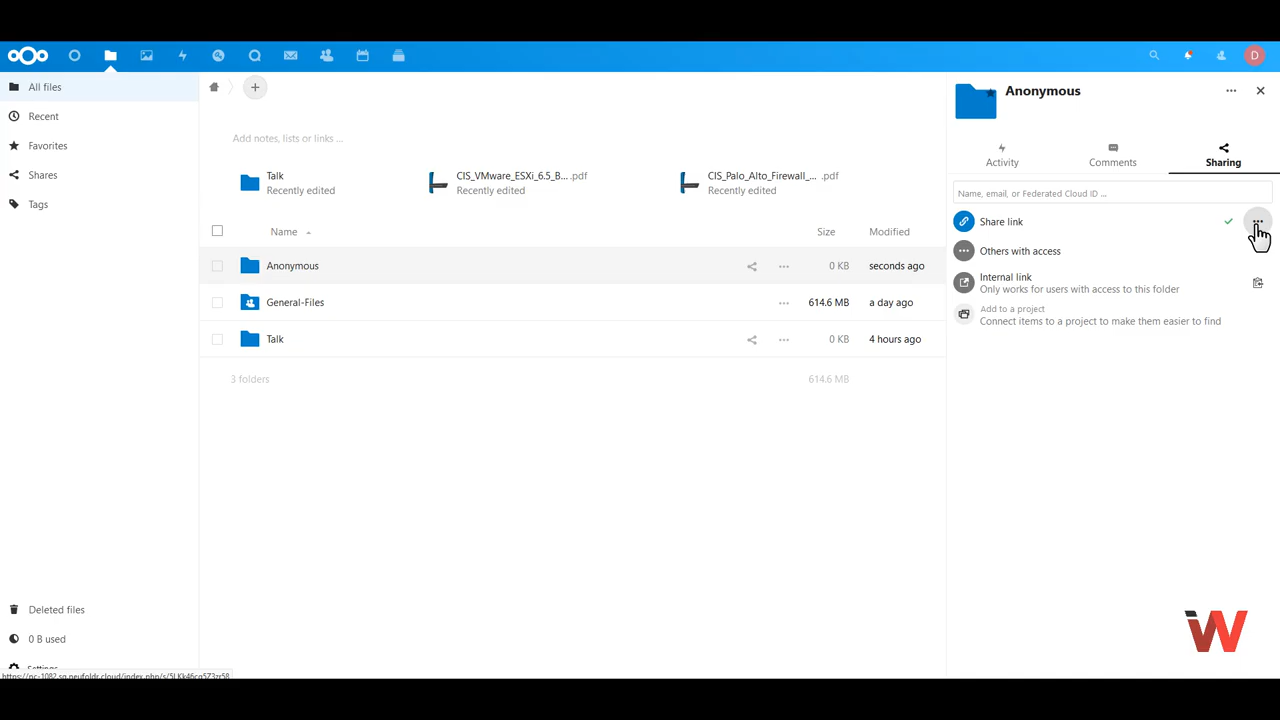 D
All files
Recent
Favorites
Shares
Tags
Add notes, lists or links ...
Talk
Recently edited
CIS_VMware_ESXi_6.5_B... .pdf
Recently edited
CIS_Palo_Alto_Firewall_... .pdf
Recently edited
Name Size Modified
Anonymous 0 KB seconds ago
General-Files 614.6 MB a day ago
Talk 0 KB 4 hours ago
3 folders 614.6 MB
Anonymous
Activity Comments Sharing
Name, email, or Federated Cloud ID ...
Share link
Others with access
Internal link
Only works for users with access to this folder
Add to a project
Connect items to a project to make them easier to find
Deleted files
0 B used
Settings
W